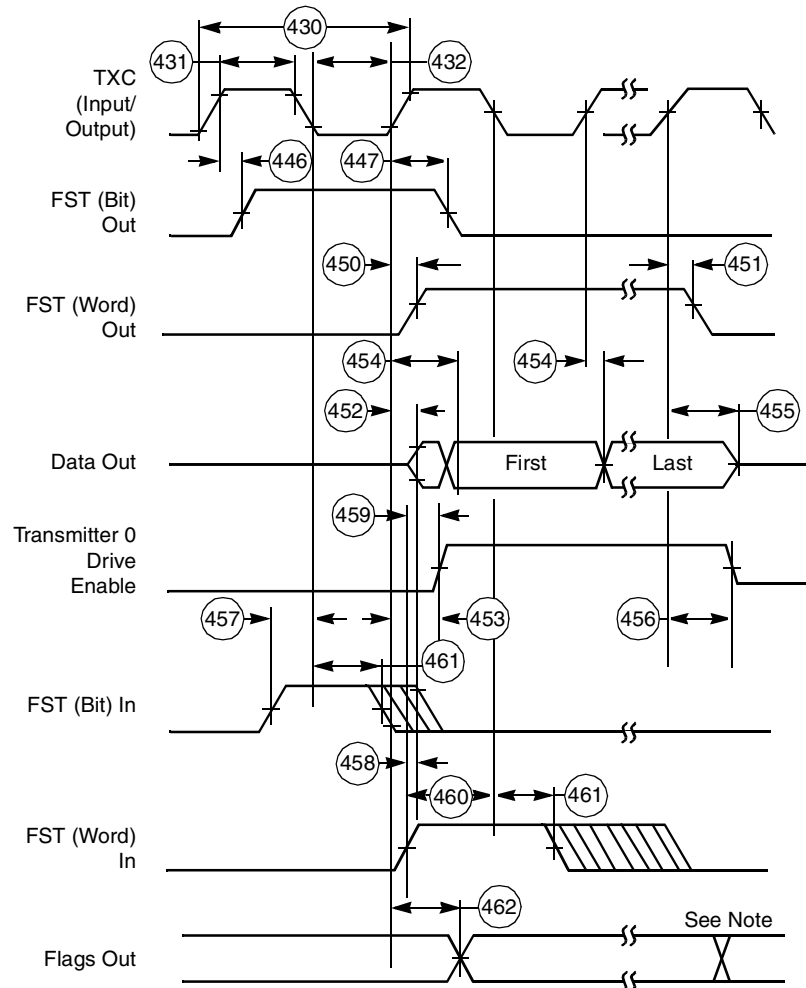 430
431
432
TXC
(Input/
Output)
446
447
FST (Bit)
Out
450
451
FST (Word)
Out
454
454
452
455
Data Out
First
Last
459
Transmitter 0
Drive
Enable
457
453
456
461
FST (Bit) In
458
460
461
FST (Word)
In
462
See Note
Flags Out